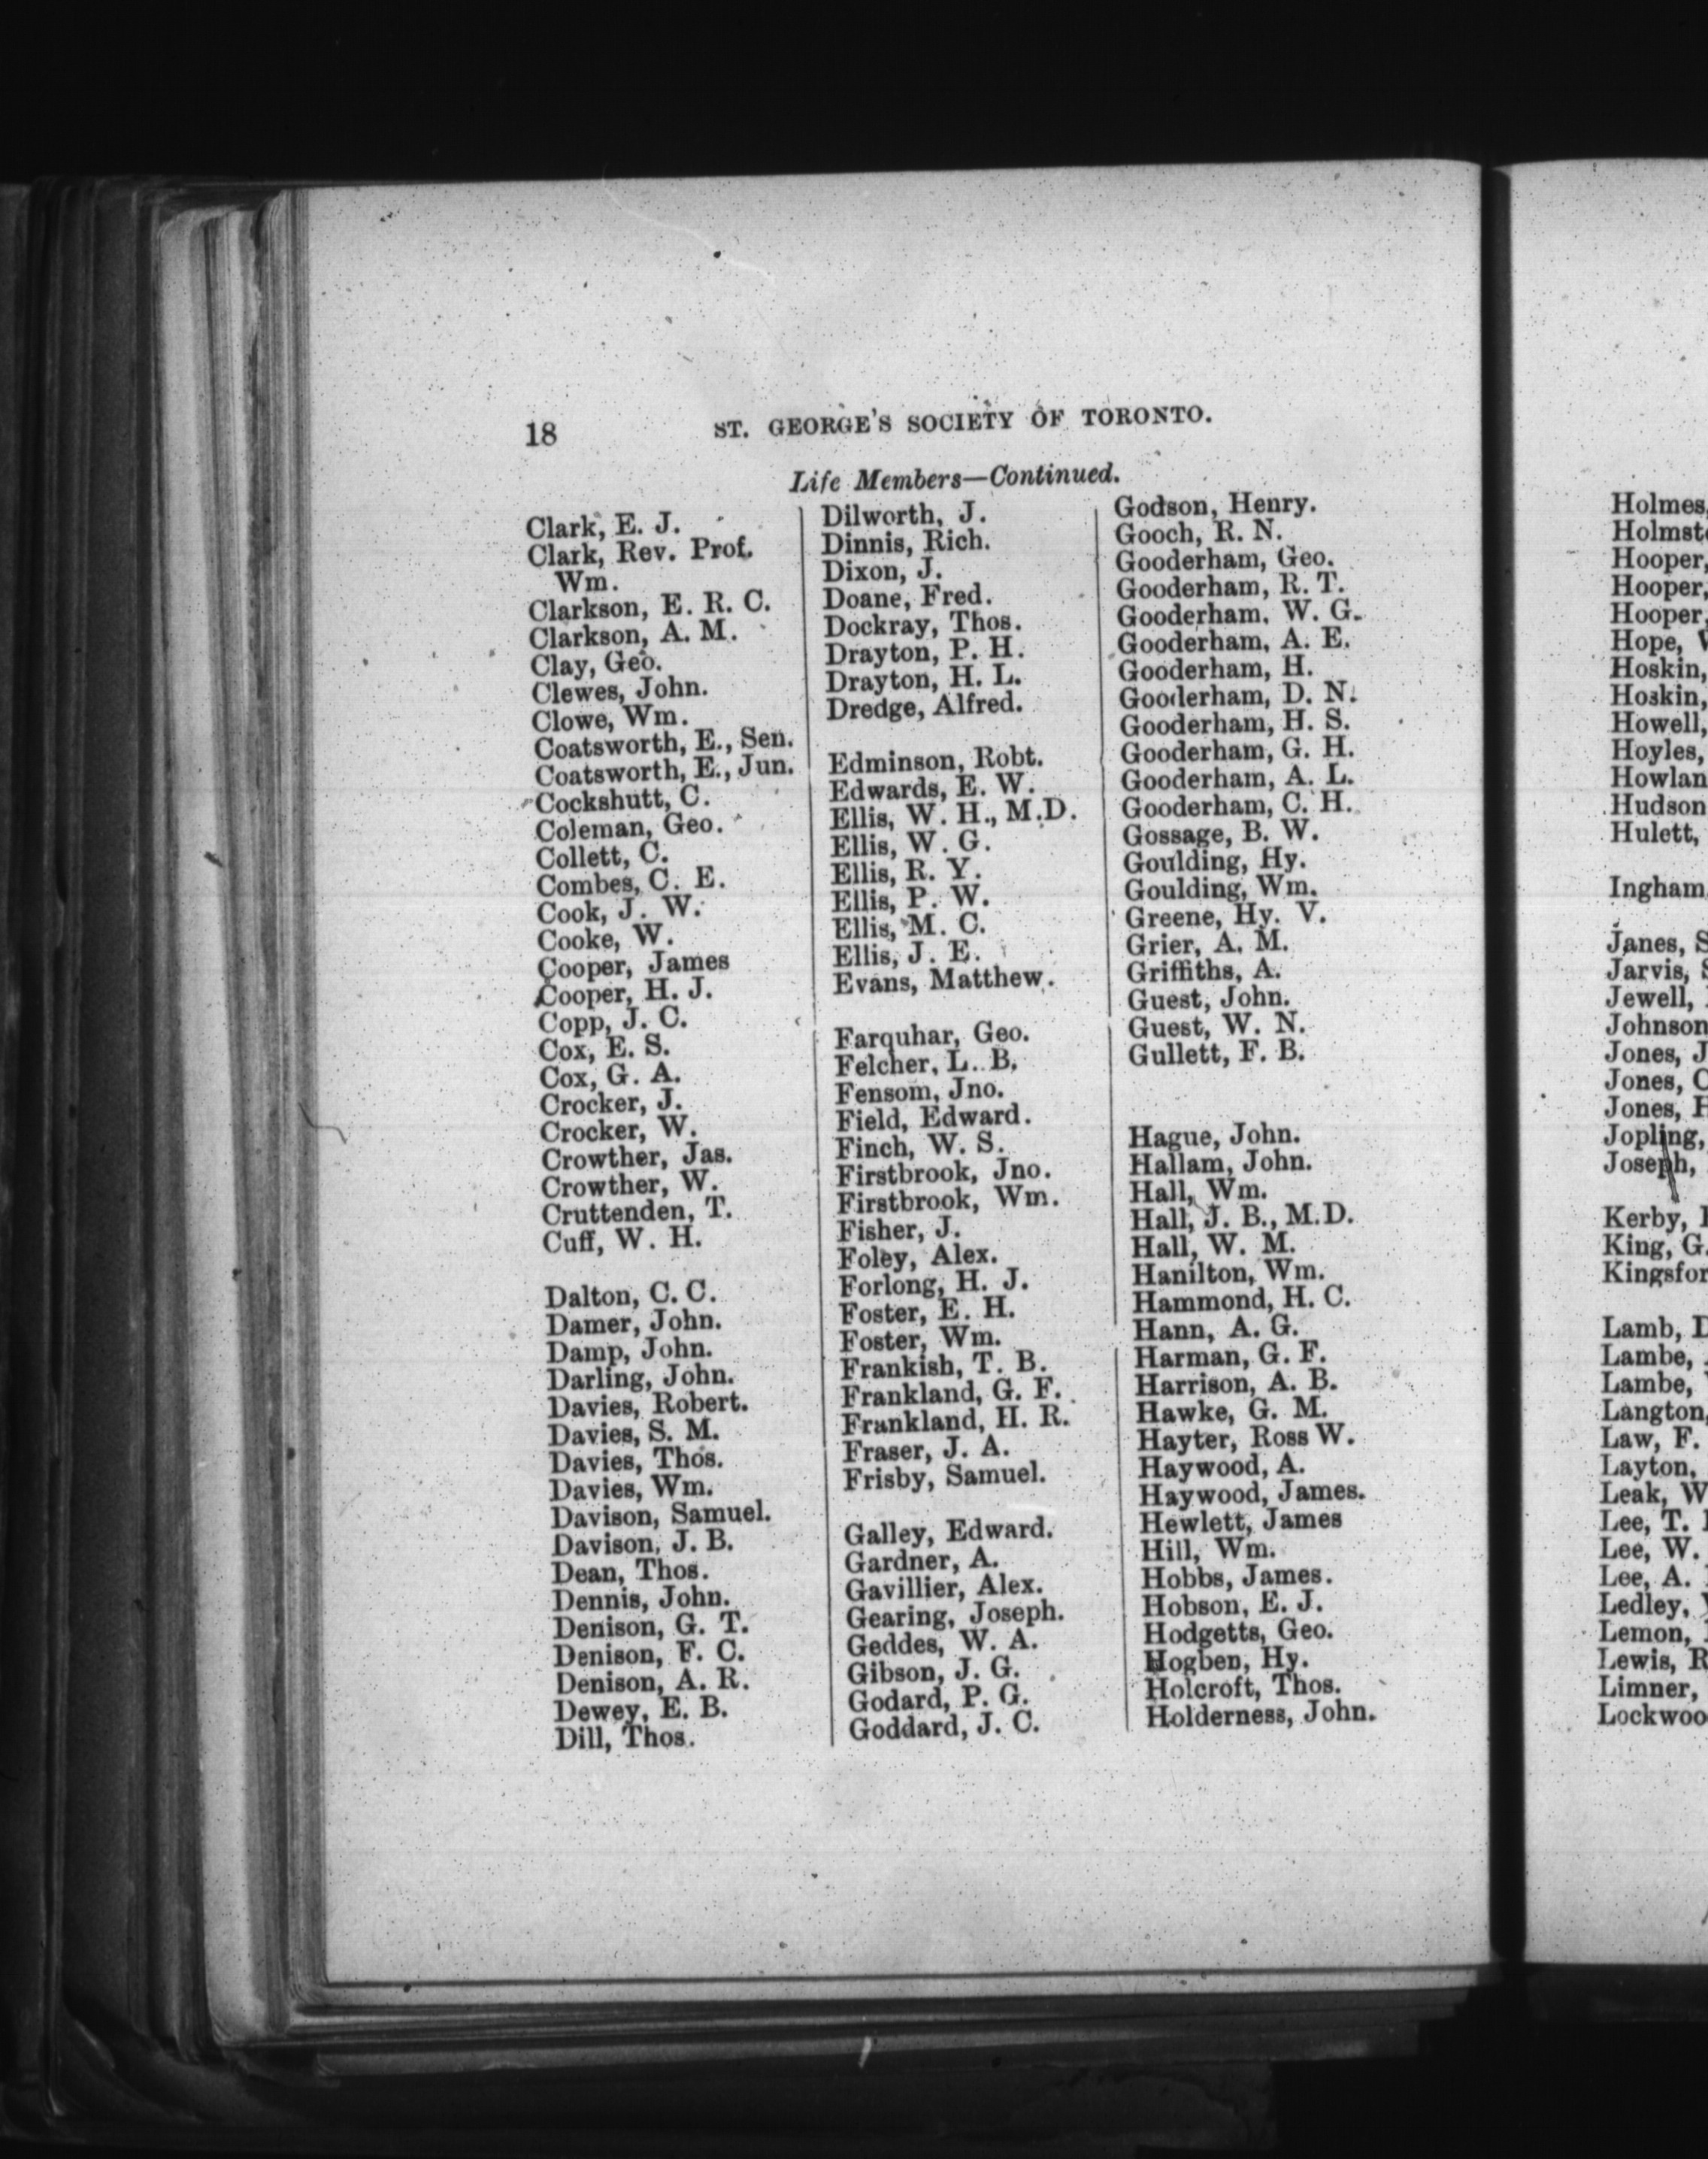 18
ST. GEORGE'S SOCIETY OF TORONTO.
Life Members—Continued.
Clark, E. J.
Clark, Rev. Prof.
Wm.
Clarkson, E. R. C.
Clarkson, A. M.
Clay, Geo.
Clewes, John.
Clowe, Wm.
Coatsworth, E., Sen.
Coatsworth, E., Jun.
Cockshutt, C.
Coleman, Geo.
Collett, C.
Combes, C. E.
Cook, J. W.
Cooke, W.
Cooper, James
Cooper, H. J.
Copp, J. C.
Cox, E. S.
Cox, G. A.
Crocker, J.
Crocker, W.
Crowther, Jas.
Crowther, W.
Cruttenden, T.
Cuff, W. H.
Dalton, C. C.
Damer, John.
Damp, John.
Darling, John.
Davies, Robert.
Davies, S. M.
Davies, Thos.
Davies, Wm.
Davison, Samuel.
Davison, J. B.
Dean, Thos.
Dennis, John.
Denison, G. T.
Denison, F. C.
Denison, A. R.
Dewey, E. B.
Dill, Thos.
Dilworth, J.
Dinnis, Rich.
Dixon, J.
Doane, Fred.
Dockray, Thos.
Drayton, P. H.
Drayton, H. L.
Dredge, Alfred.
Edminson, Robt.
Edwards, E. W.
Ellis, W. H., M.D.
Ellis, W. G.
Ellis, R. Y.
Ellis, P. W.
Ellis, M. C.
Ellis, J. E.
Evans, Matthew.
Farquhar, Geo.
Felcher, L. B.
Fensom, Jno.
Field, Edward.
Finch, W. S.
Firstbrook, Jno.
Firstbrook, Wm.
Fisher, J.
Foley, Alex.
Forlong, H. J.
Foster, E. H.
Foster, Wm.
Frankish, T. B.
Frankland, G. F.
Frankland, H. R.
Fraser, J. A.
Frisby, Samuel.
Galley, Edward.
Gardner, A.
Gavillier, Alex.
Gearing, Joseph.
Geddes, W. A.
Gibson, J. G.
Godard, P. G.
Goddard, J. C.
Godson, Henry.
Gooch, R. N.
Gooderham, Geo.
Gooderham, R. T.
Gooderham, W. G.
Gooderham, A. E.
Gooderham, H.
Gooderham, D. N.
Gooderham, H. S.
Gooderham, G. H.
Gooderham, A. L.
Gooderham, C. H.
Gossage, B. W.
Goulding, Hy.
Goulding, Wm.
Greene, Hy. V.
Grier, A. M.
Griffiths, A.
Guest, John.
Guest, W. N.
Gullett, F. B.
Hague, John.
Hallam, John.
Hall, Wm.
Hall, J. B., M.D.
Hall, W. M.
Hanilton, Wm.
Hammond, H. C.
Hann, A. G.
Harman, G. F.
Harrison, A. B.
Hawke, G. M.
Hayter, Ross W.
Haywood, A.
Haywood, James.
Hewlett, James
Hill, Wm.
Hobbs, James.
Hobson, E. J.
Hodgetts, Geo.
Hogben, Hy.
Holcroft, Thos.
Holderness, John.
Holmes,
Hooper,
Hooper,
Hooper,
Hope,
Hoskin,
Hoskin,
Howell,
Hoyles,
Hudson
Hulett,
Ingham
Janes, S
Jarvis,
Jewell,
Johnson
Jones, J
Jones, C
Jones, H
Jopling,
Joseph,
Kerby,
King, G.
Lamb, D
Lambe,
Lambe,
Langton,
Law, F.
Layton,
Leak, W
Lee, T.
Lee, W.
Lee, A.
Ledley,
Lemon,
Lewis, R
Limner,